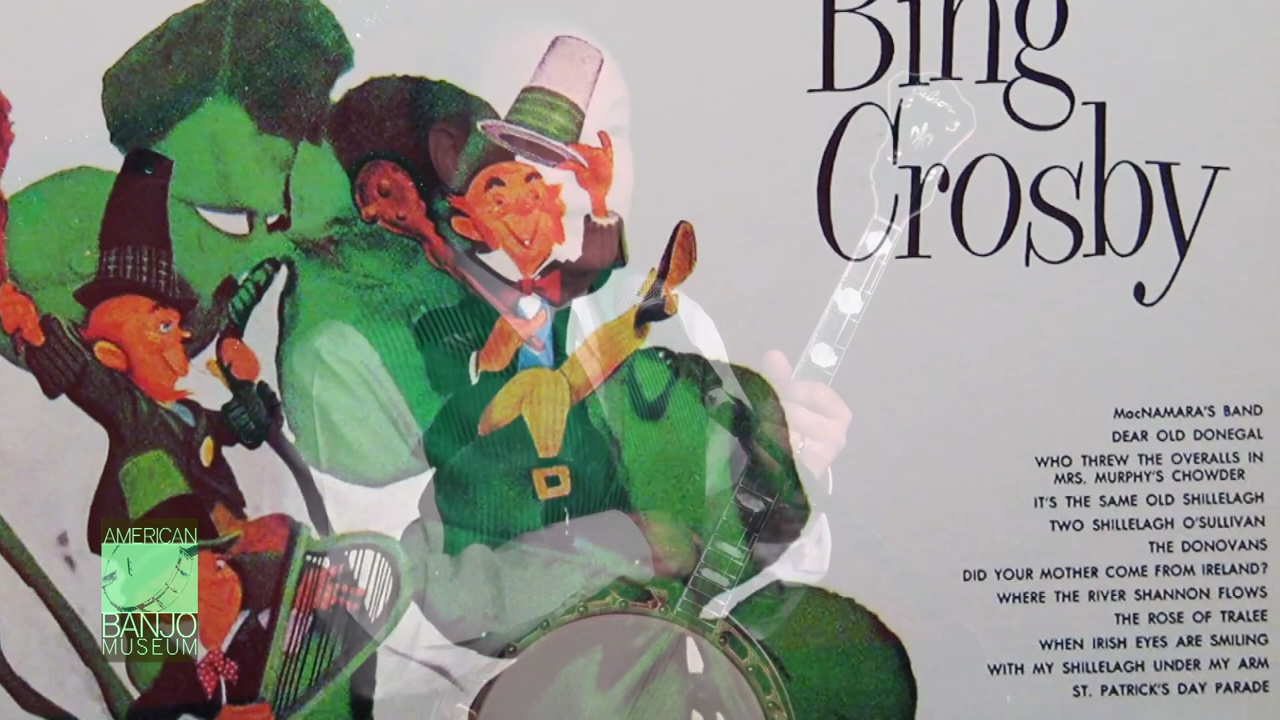 Bing
Crosby
MacNAMARA'S BAND
DEAR OLD DONEGAL
WHO THREW THE OVERALLS IN
MRS. MURPHY'S CHOWDER
IT'S THE SAME OLD SHILLELAGH
TWO SHILLELAGH O'SULLIVAN
THE DONOVANS
DID YOUR MOTHER COME FROM IRELAND?
WHERE THE RIVER SHANNON FLOWS
THE ROSE OF TRALEE
WHEN IRISH EYES ARE SMILING
WITH MY SHILLELAGH UNDER MY ARM
ST. PATRICK'S DAY PARADE
AMERICAN
BANJO
MUSEUM